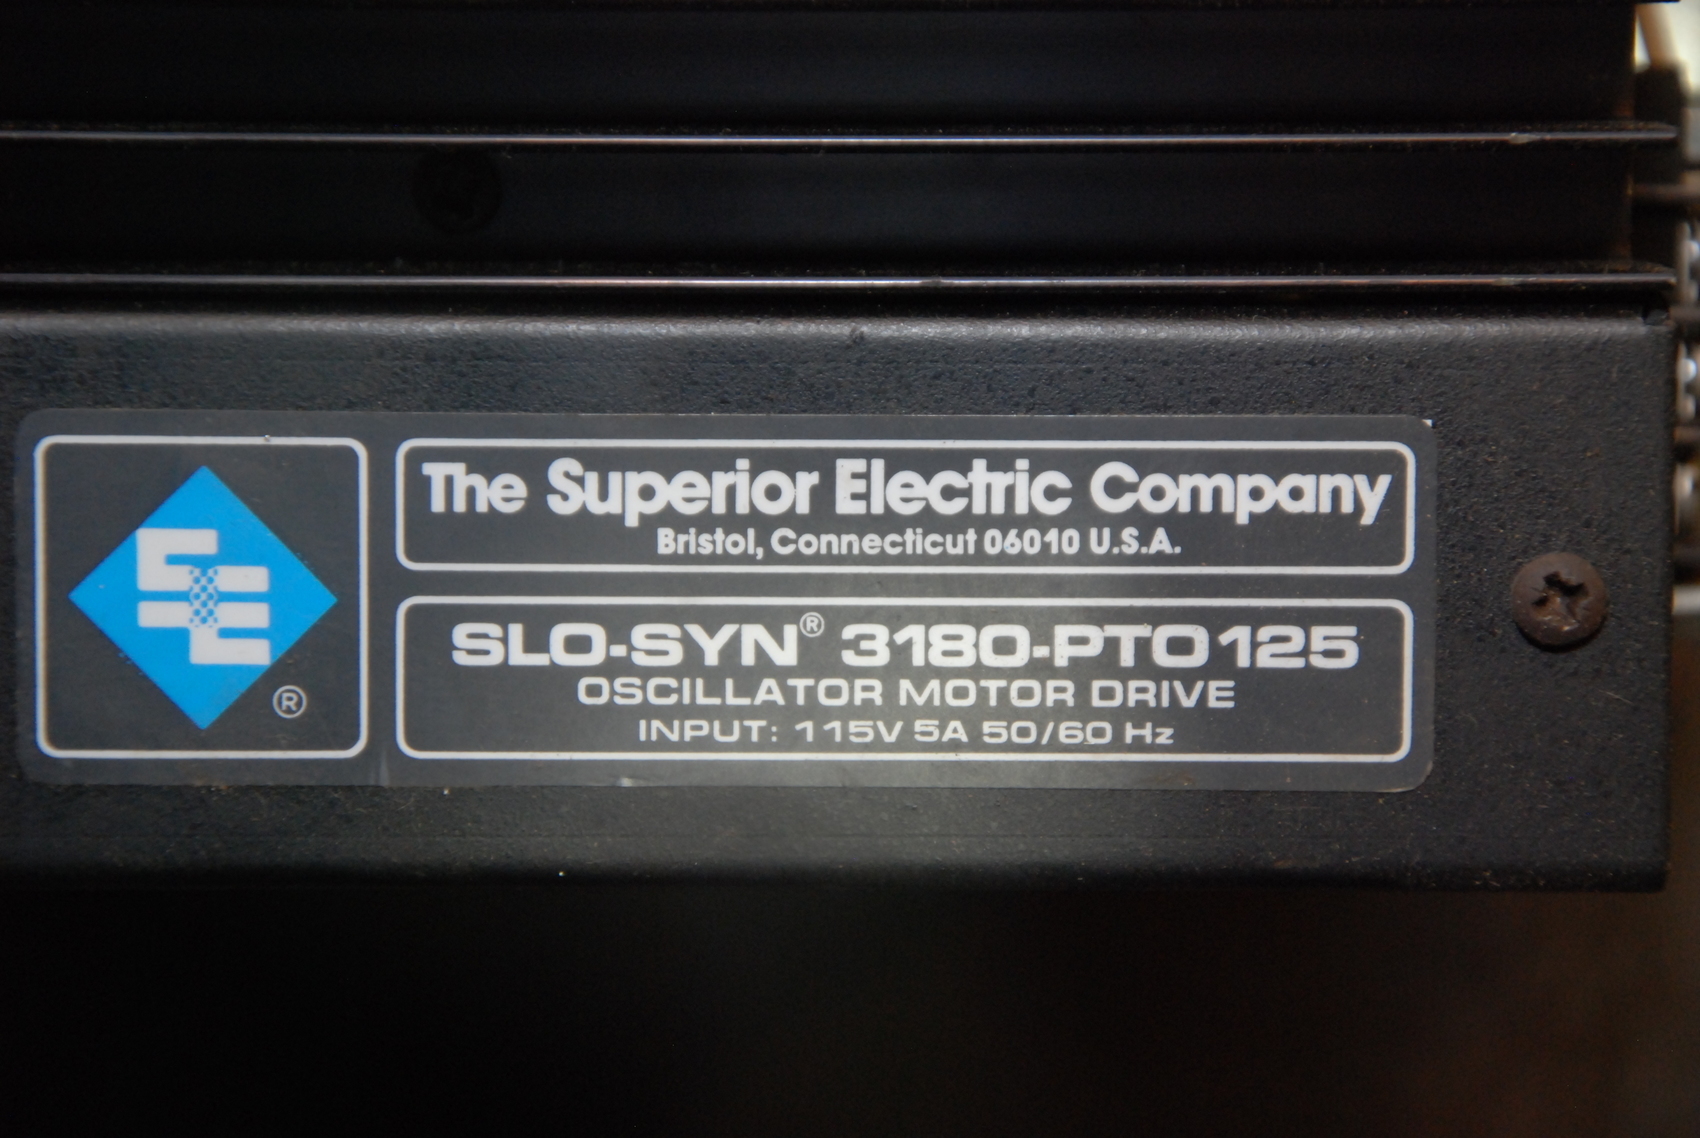 The Superior Electric Company
Bristol, Connecticut 06010 U.S.A.
SLO-SYN® 3180-PTO125
OSCILLATOR MOTOR DRIVE
INPUT: 115V 5A 50/60 Hz
®